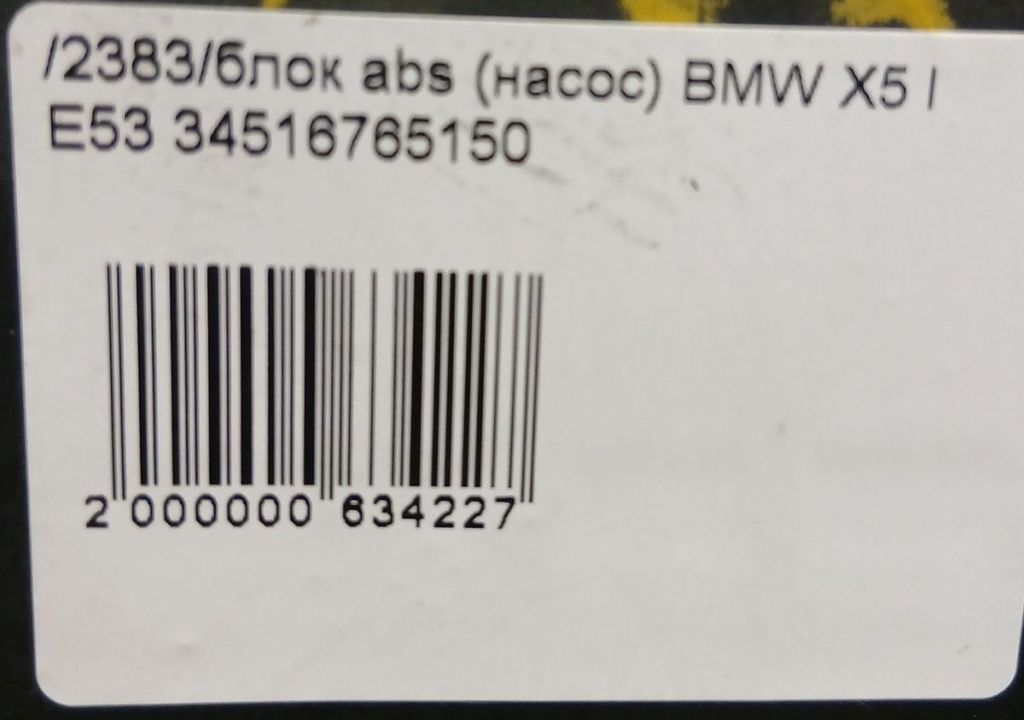 /2383/блок abs (насос) BMW X5 I
E53 34516765150
2 000000 634227